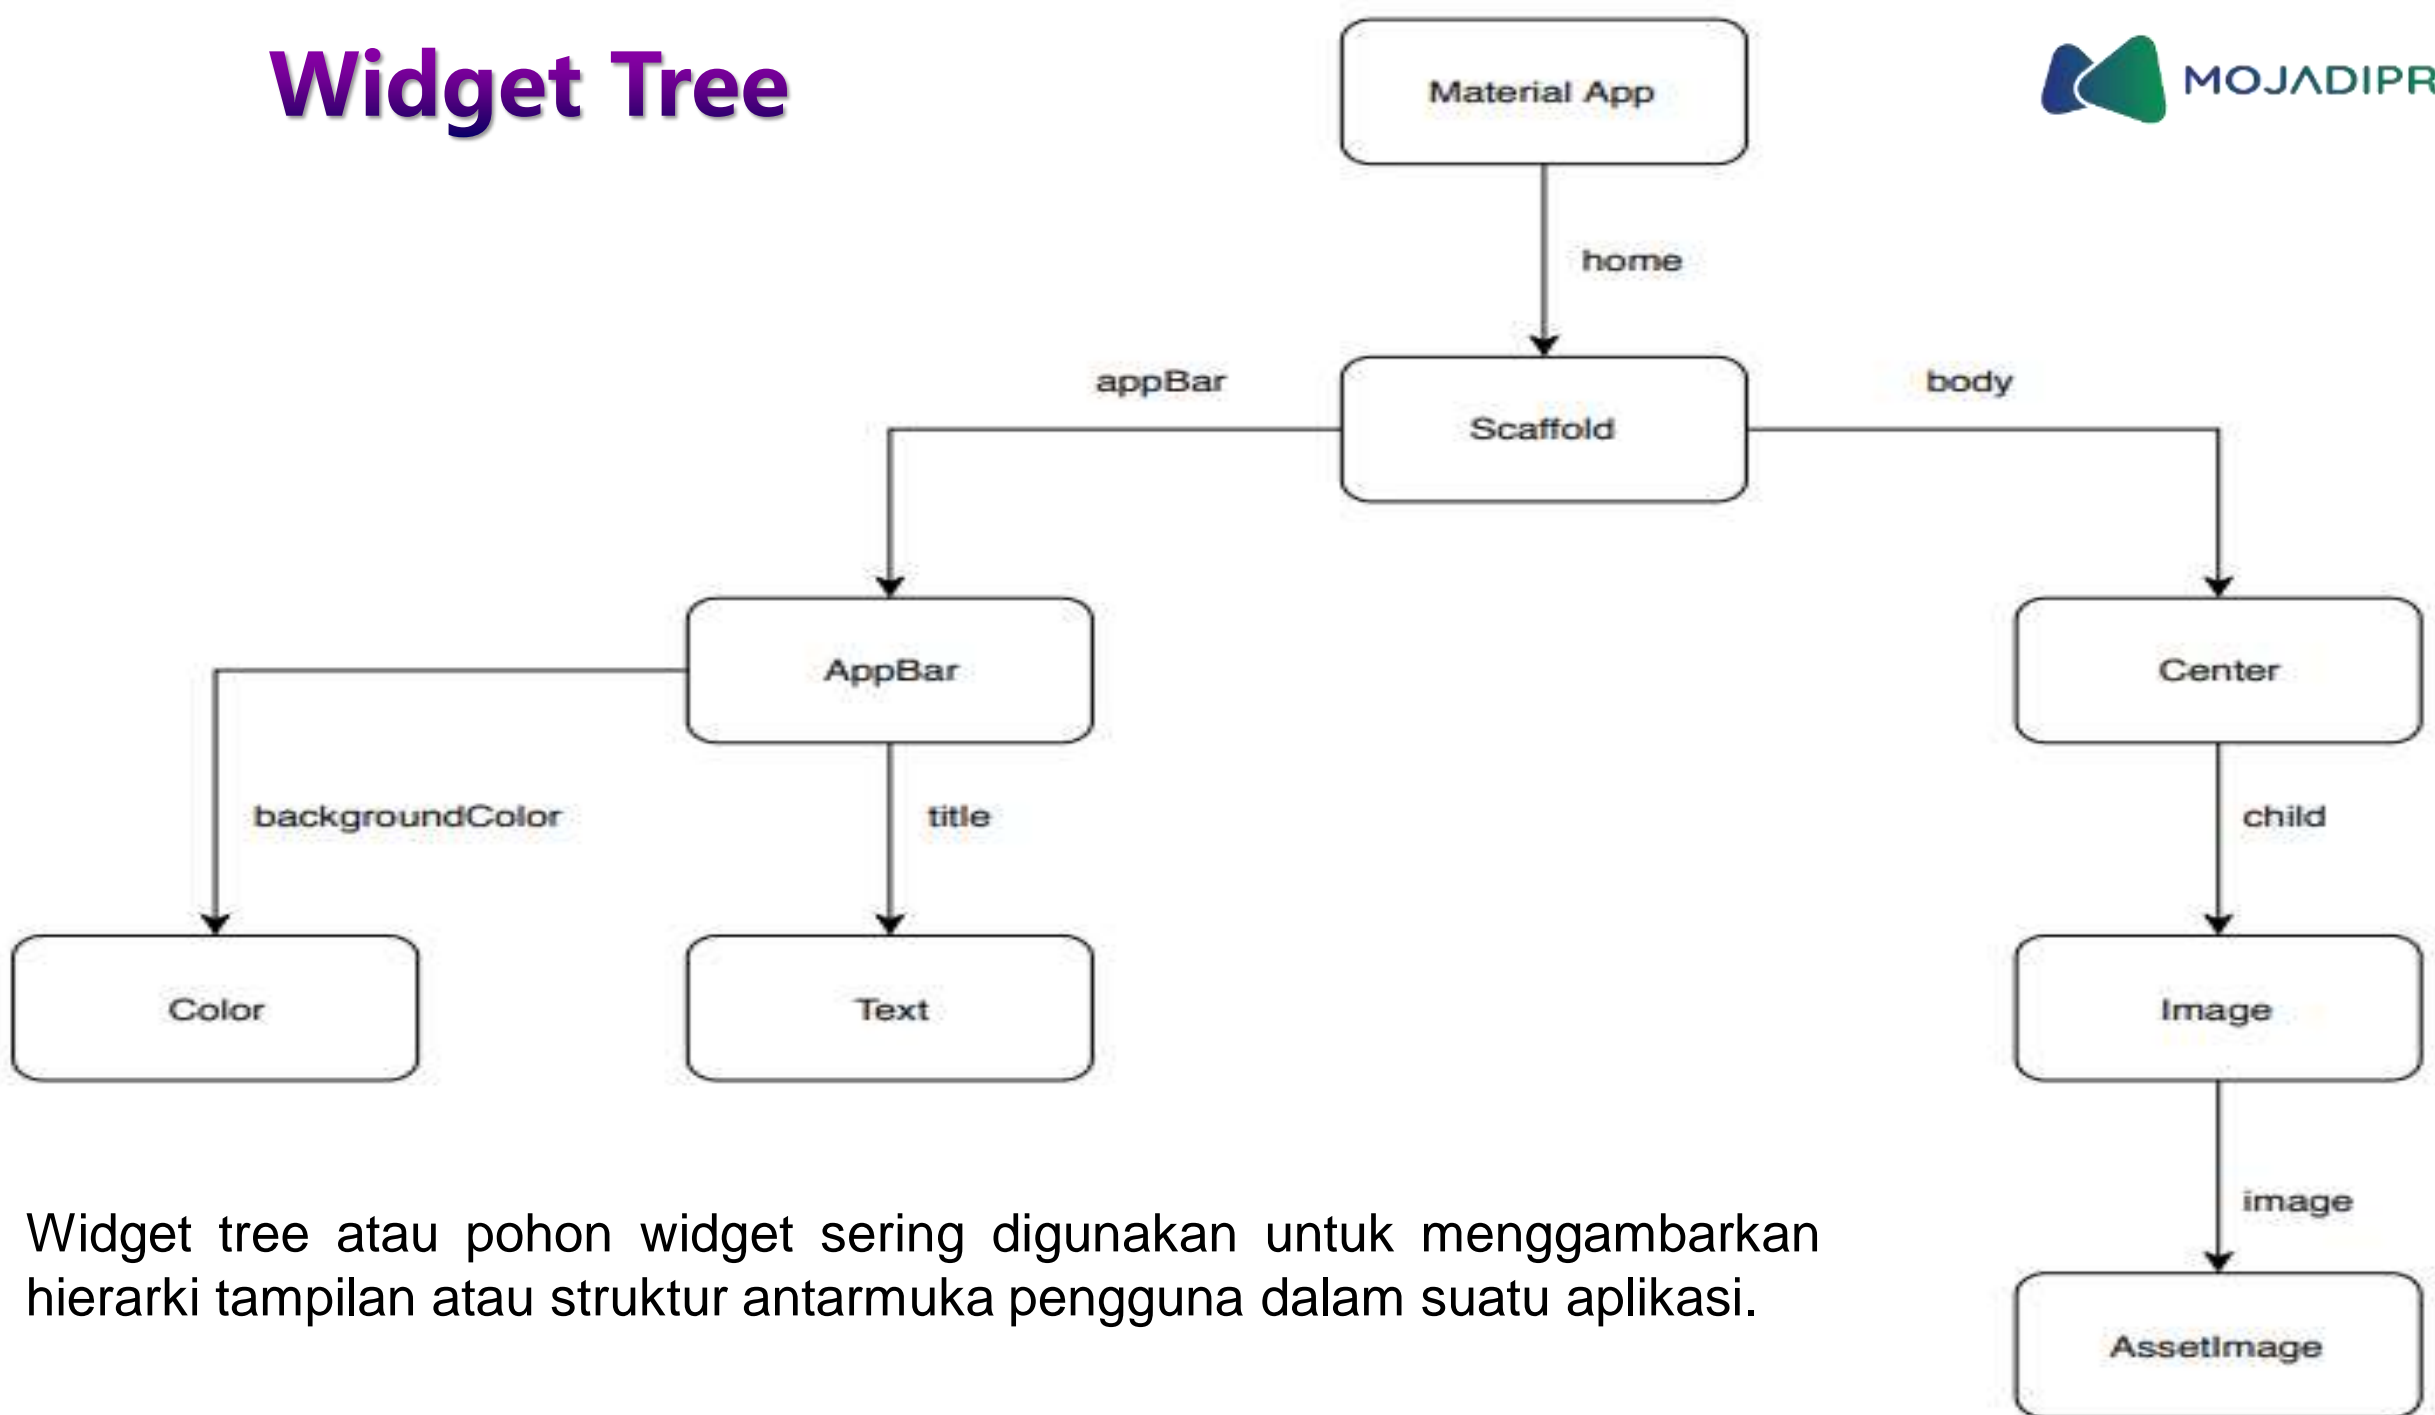 Widget Tree
Material App
MOJADIPR
home
appBar
body
Scaffold
AppBar
Center
backgroundColor
title
child
Color
Text
Image
image
Widget tree atau pohon widget sering digunakan untuk menggambarkan
hierarki tampilan atau struktur antarmuka pengguna dalam suatu aplikasi.
AssetImage